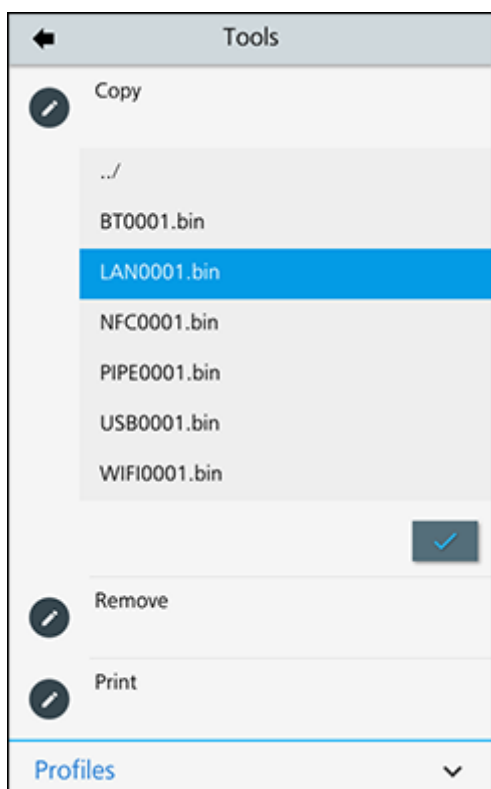 Tools
Copy
../
BT0001.bin
LAN0001.bin
NFC0001.bin
PIPE0001.bin
USB0001.bin
WIFI0001.bin
Remove
Print
Profiles